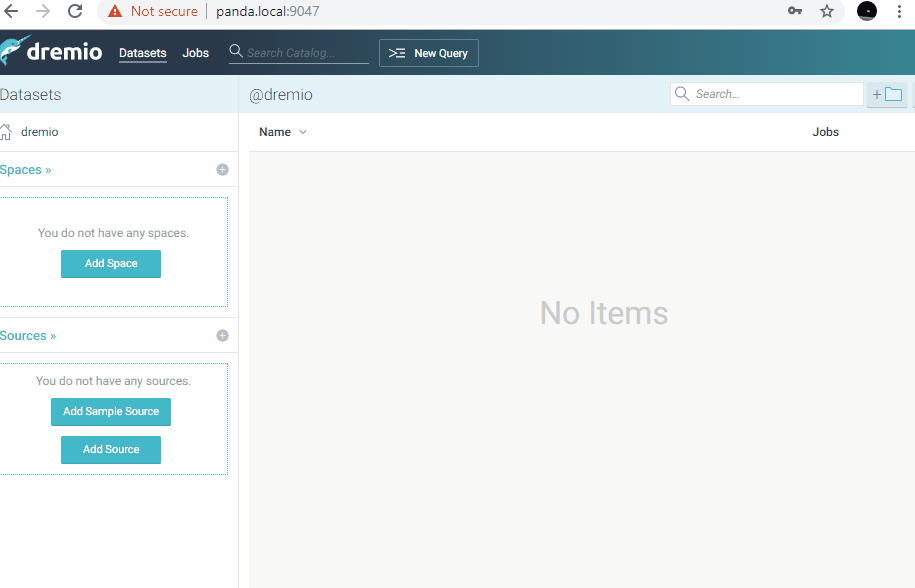 Not secure panda.local:9047
dremio Datasets Jobs Search Catalog... New Query
Datasets
@dremio
Search...
+
dremio
Name
Jobs
Spaces »
You do not have any spaces.
Add Space
No Items
Sources »
You do not have any sources.
Add Sample Source
Add Source